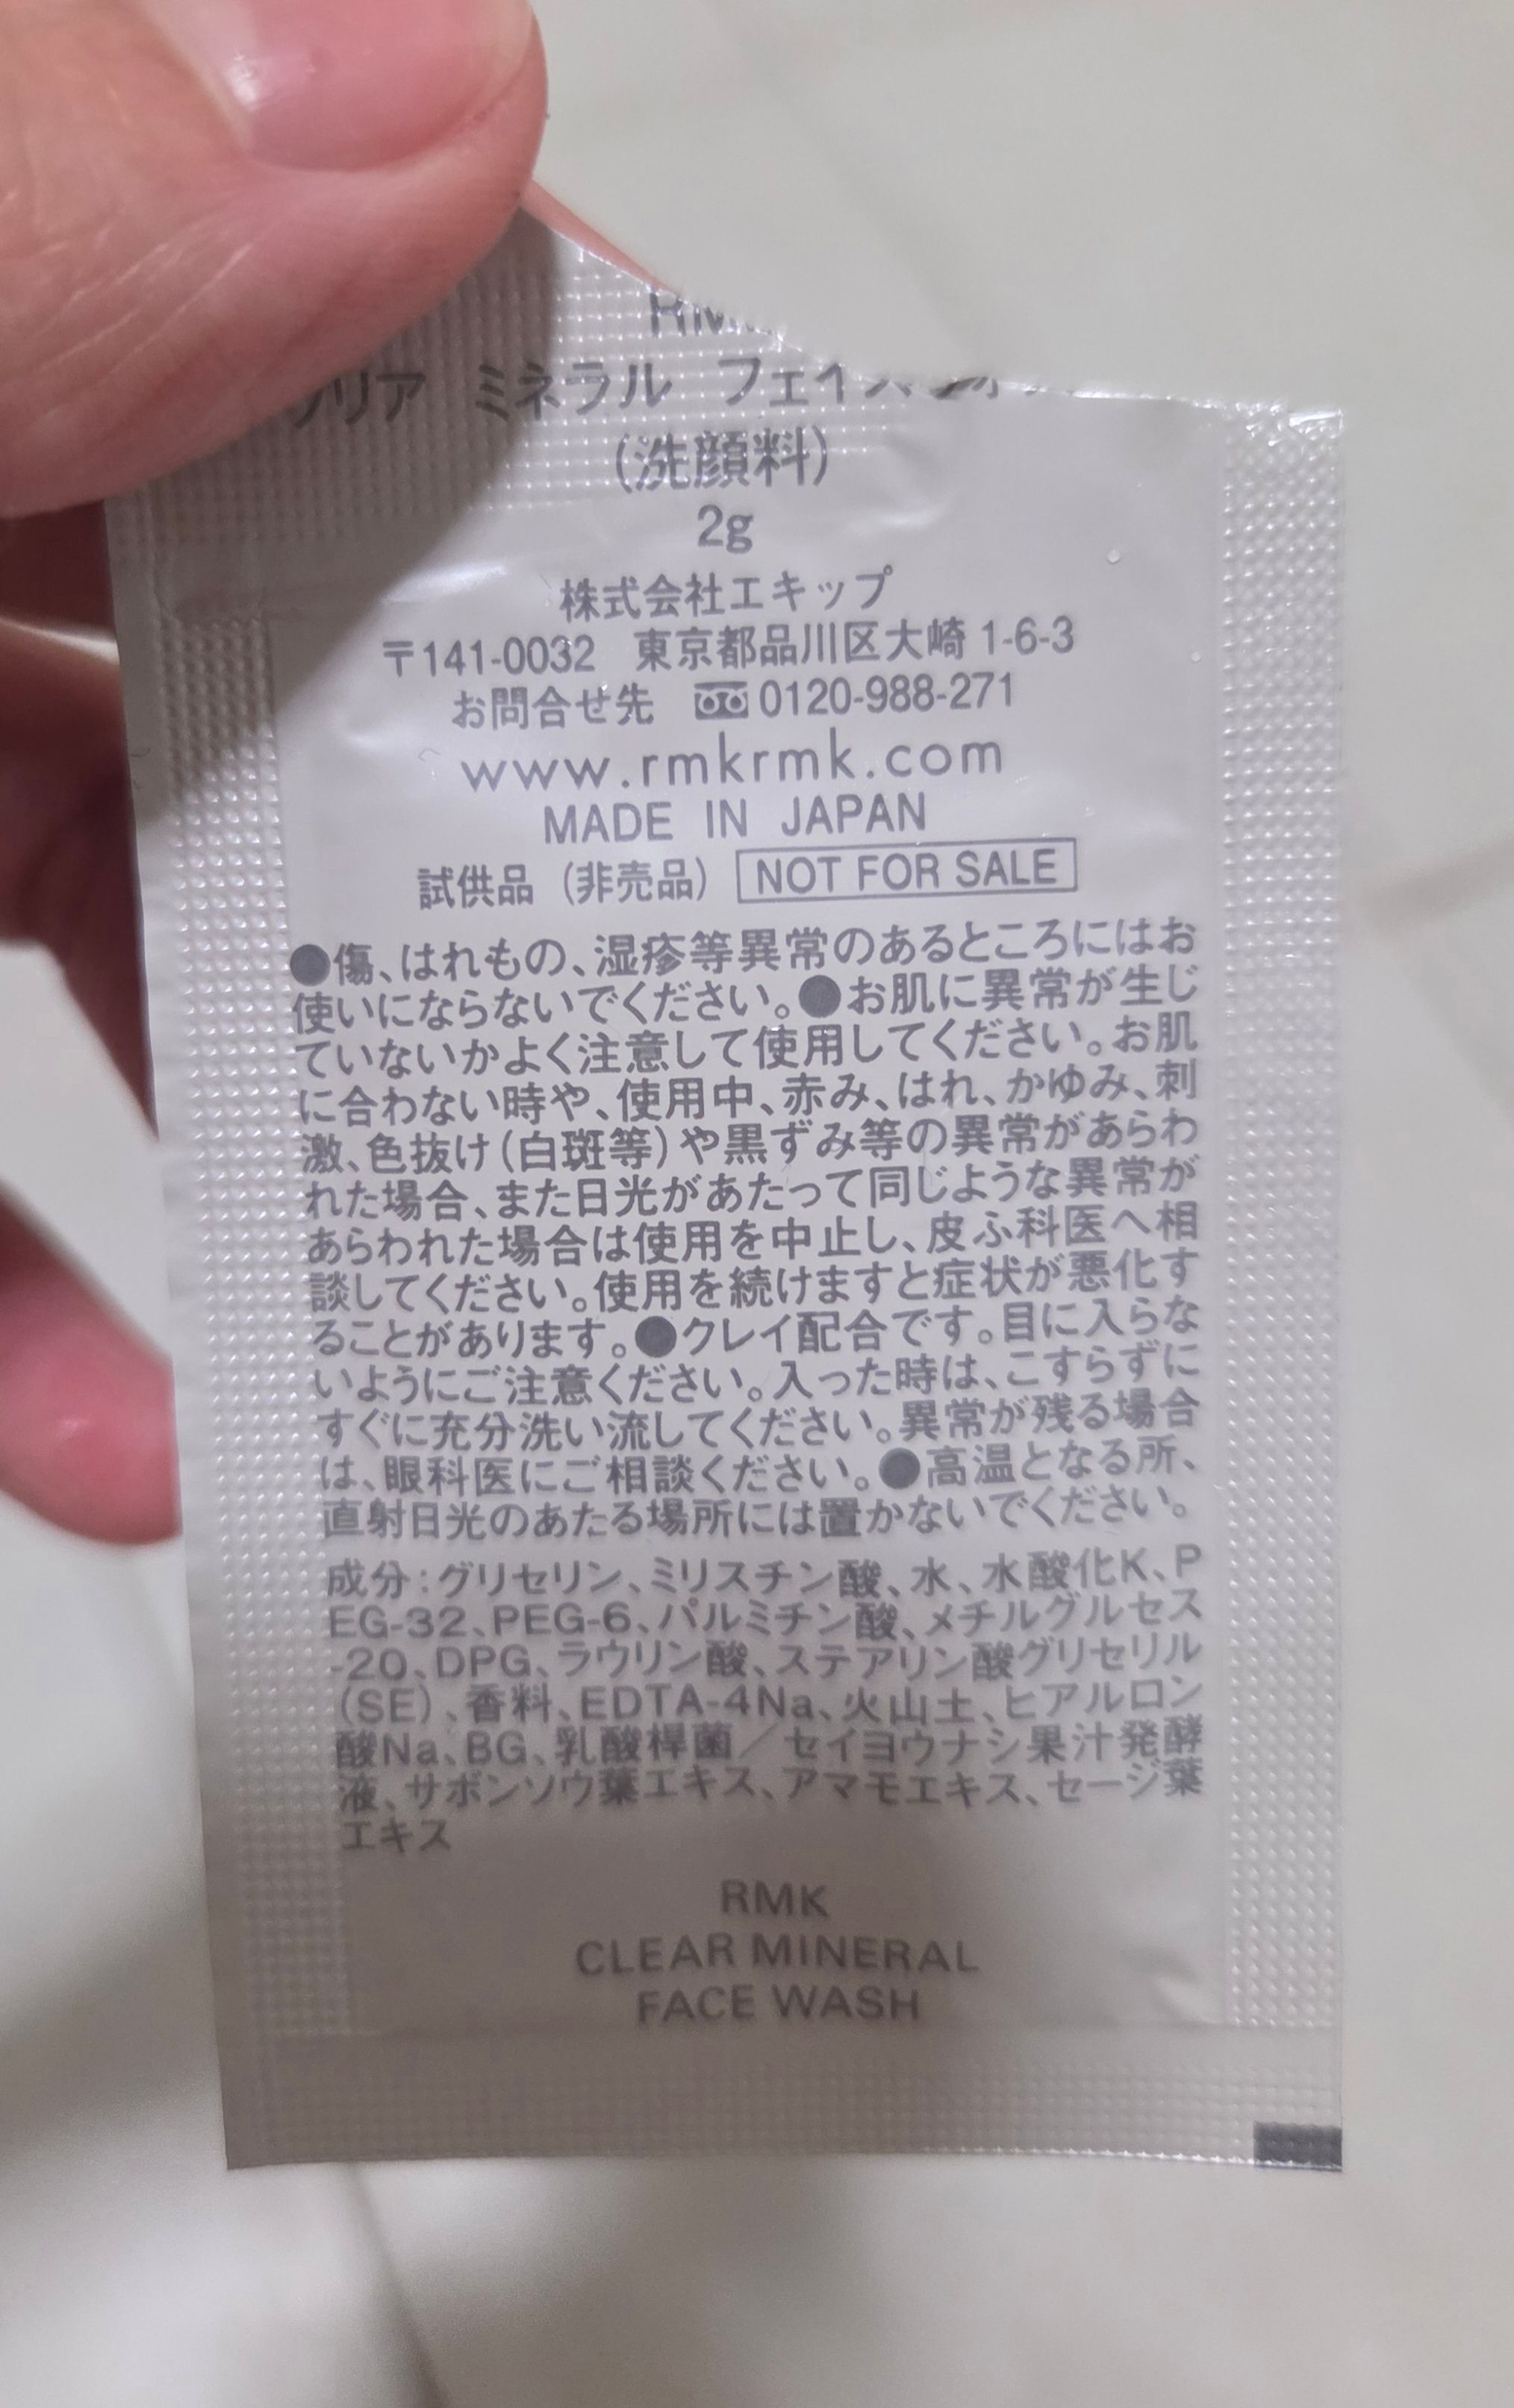 リア ミネラル フェイス
(洗顔料)
2g
株式会社エキップ
〒141-0032 東京都品川区大崎 1-6-3
お問合せ先 0120-988-271
www.rmkrmk.com
MADE IN JAPAN
試供品 (非売品) NOT FOR SALE
●傷、はれもの、湿疹等異常のあるところにはお
使いにならないでください。●お肌に異常が生じ
ていないかよく注意して使用してください。お肌
に合わない時や、使用中、赤み、はれ、かゆみ、刺
激、色抜け(白斑等)や黒ずみ等の異常があらわ
れた場合、また日光があたって同じような異常が
あらわれた場合は使用を中止し、皮ふ科医へ相
談してください。使用を続けますと症状が悪化す
ることがあります。●クレイ配合です。目に入らな
いようにご注意ください。入った時は、こすらずに
すぐに充分洗い流してください。異常が残る場合
は、眼科医にご相談ください。●高温となる所、
直射日光のあたる場所には置かないでください。
成分:グリセリン、ミリスチン酸、水、水酸化K、P
EG-32、PEG-6、パルミチン酸、メチルグルセス
-20、DPG、ラウリン酸、ステアリン酸グリセリル
(SE)、香料、EDTA-4Na、火山土、ヒアルロン
酸Na、BG、乳酸桿菌/セイヨウナシ果汁発酵
液、サボンソウ葉エキス、アマモエキス、セージ葉
エキス
RMK
CLEAR MINERAL
FACE WASH